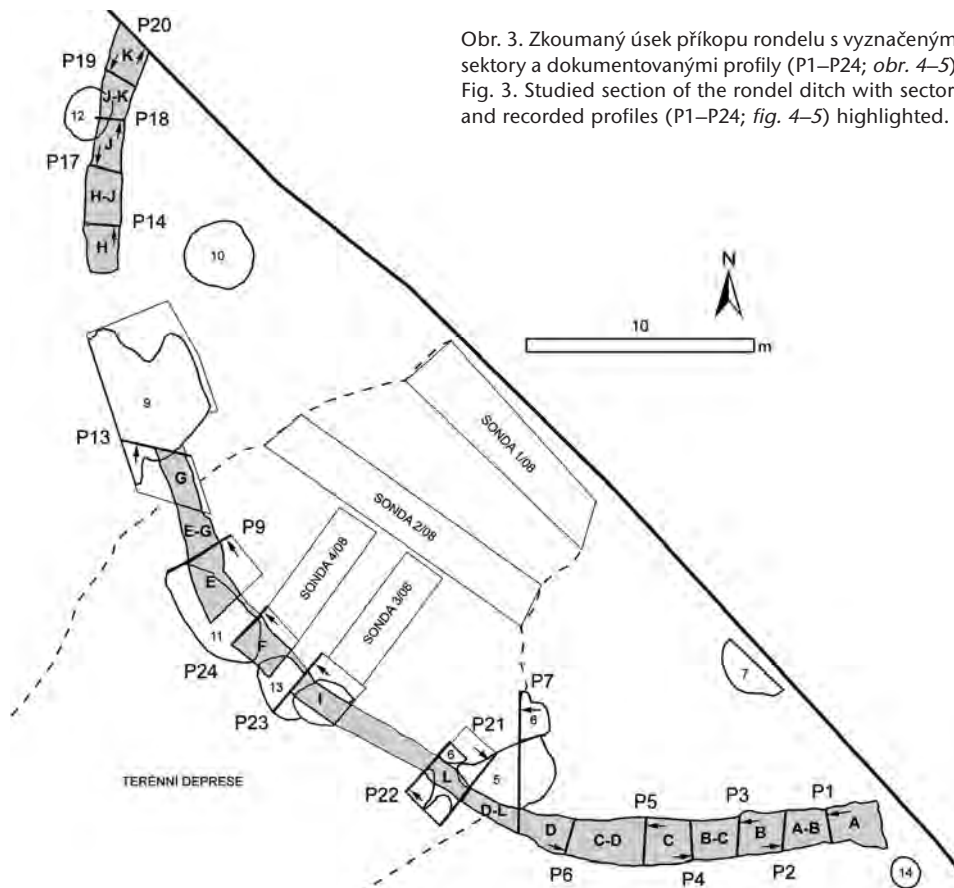 Obr. 3. Zkoumaný úsek příkopu rondelu s vyznačeným
sektory a dokumentovanými profily (P1–P24; obr. 4–5)
Fig. 3. Studied section of the rondel ditch with sector
and recorded profiles (P1–P24; fig. 4–5) highlighted.
P20
K
P19
J-K
12
P18
J
P17
H-J
P14
H
10
N
10
m
9
SONDA 1/08
P13
G
SONDA 2/08
E-G
P9
SONDA 4/08
E
SONDA 3/08
11
F
7
P24
13
I
P7
P23
6
P21
6
TERENNÍ DEPRESE
5
L
P22
D-L
P5
P3
P1
D
C-D
C
B-C
B
A-B
A
P6
P4
P2
14